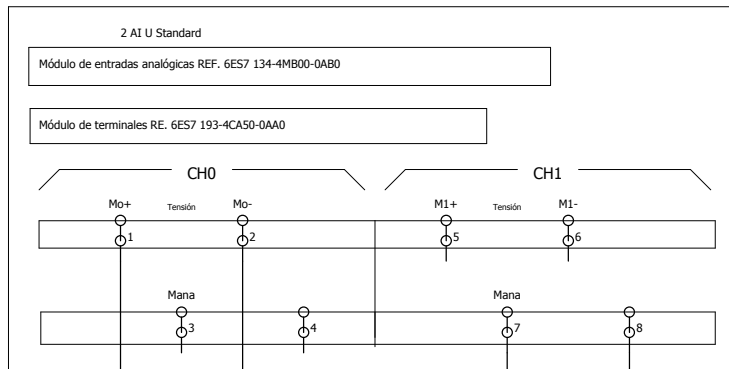 2 AI U Standard
Módulo de entradas analógicas REF. 6ES7 134-4MB00-0AB0
Módulo de terminales RE. 6ES7 193-4CA50-0AA0
CH0 CH1
Mo+ Tensión Mo- M1+ Tensión M1-
1 2 5 6
Mana Mana
3 4 7 8